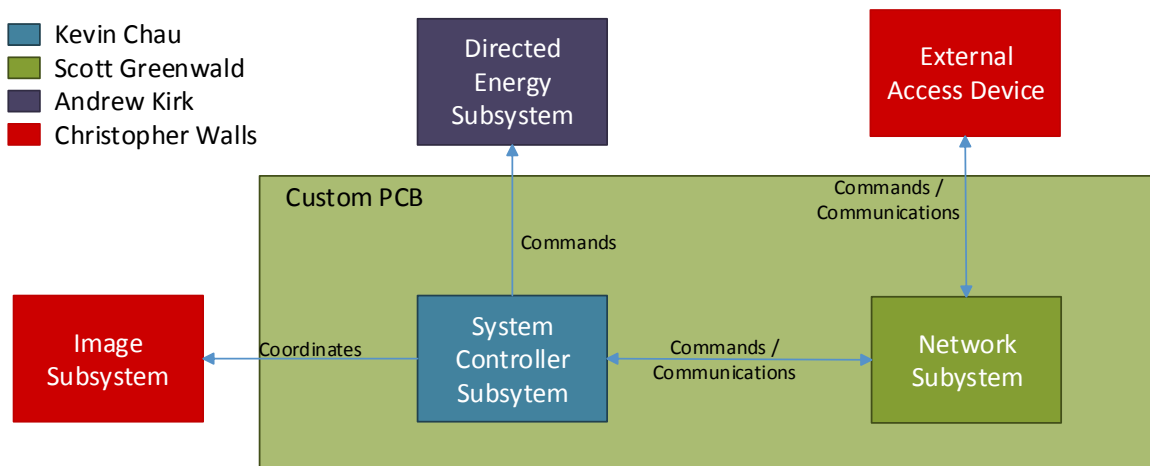 Kevin Chau
Scott Greenwald
Andrew Kirk
Christopher Walls
Directed
Energy
Subsystem
External
Access Device
Custom PCB
Commands /
Communications
Commands
Image
Subsystem
Coordinates
System
Controller
Subsytem
Commands /
Communications
Network
Subystem